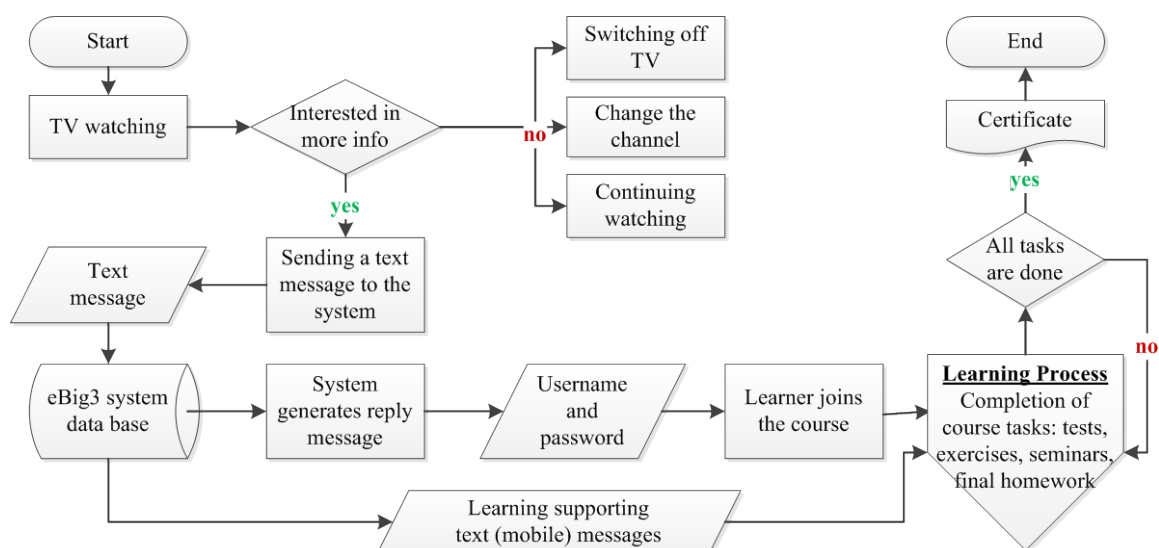 Start
TV watching
Interested in
more info
no
Switching off
TV
Change the
channel
Continuing
watching
yes
Sending a text
message to the
system
Text
message
eBig3 system
data base
System
generates reply
message
Username
and
password
Learner joins
the course
Learning supporting
text (mobile) messages
Learning Process
Completion of
course tasks: tests,
exercises, seminars,
final homework
All tasks
are done
no
yes
Certificate
End